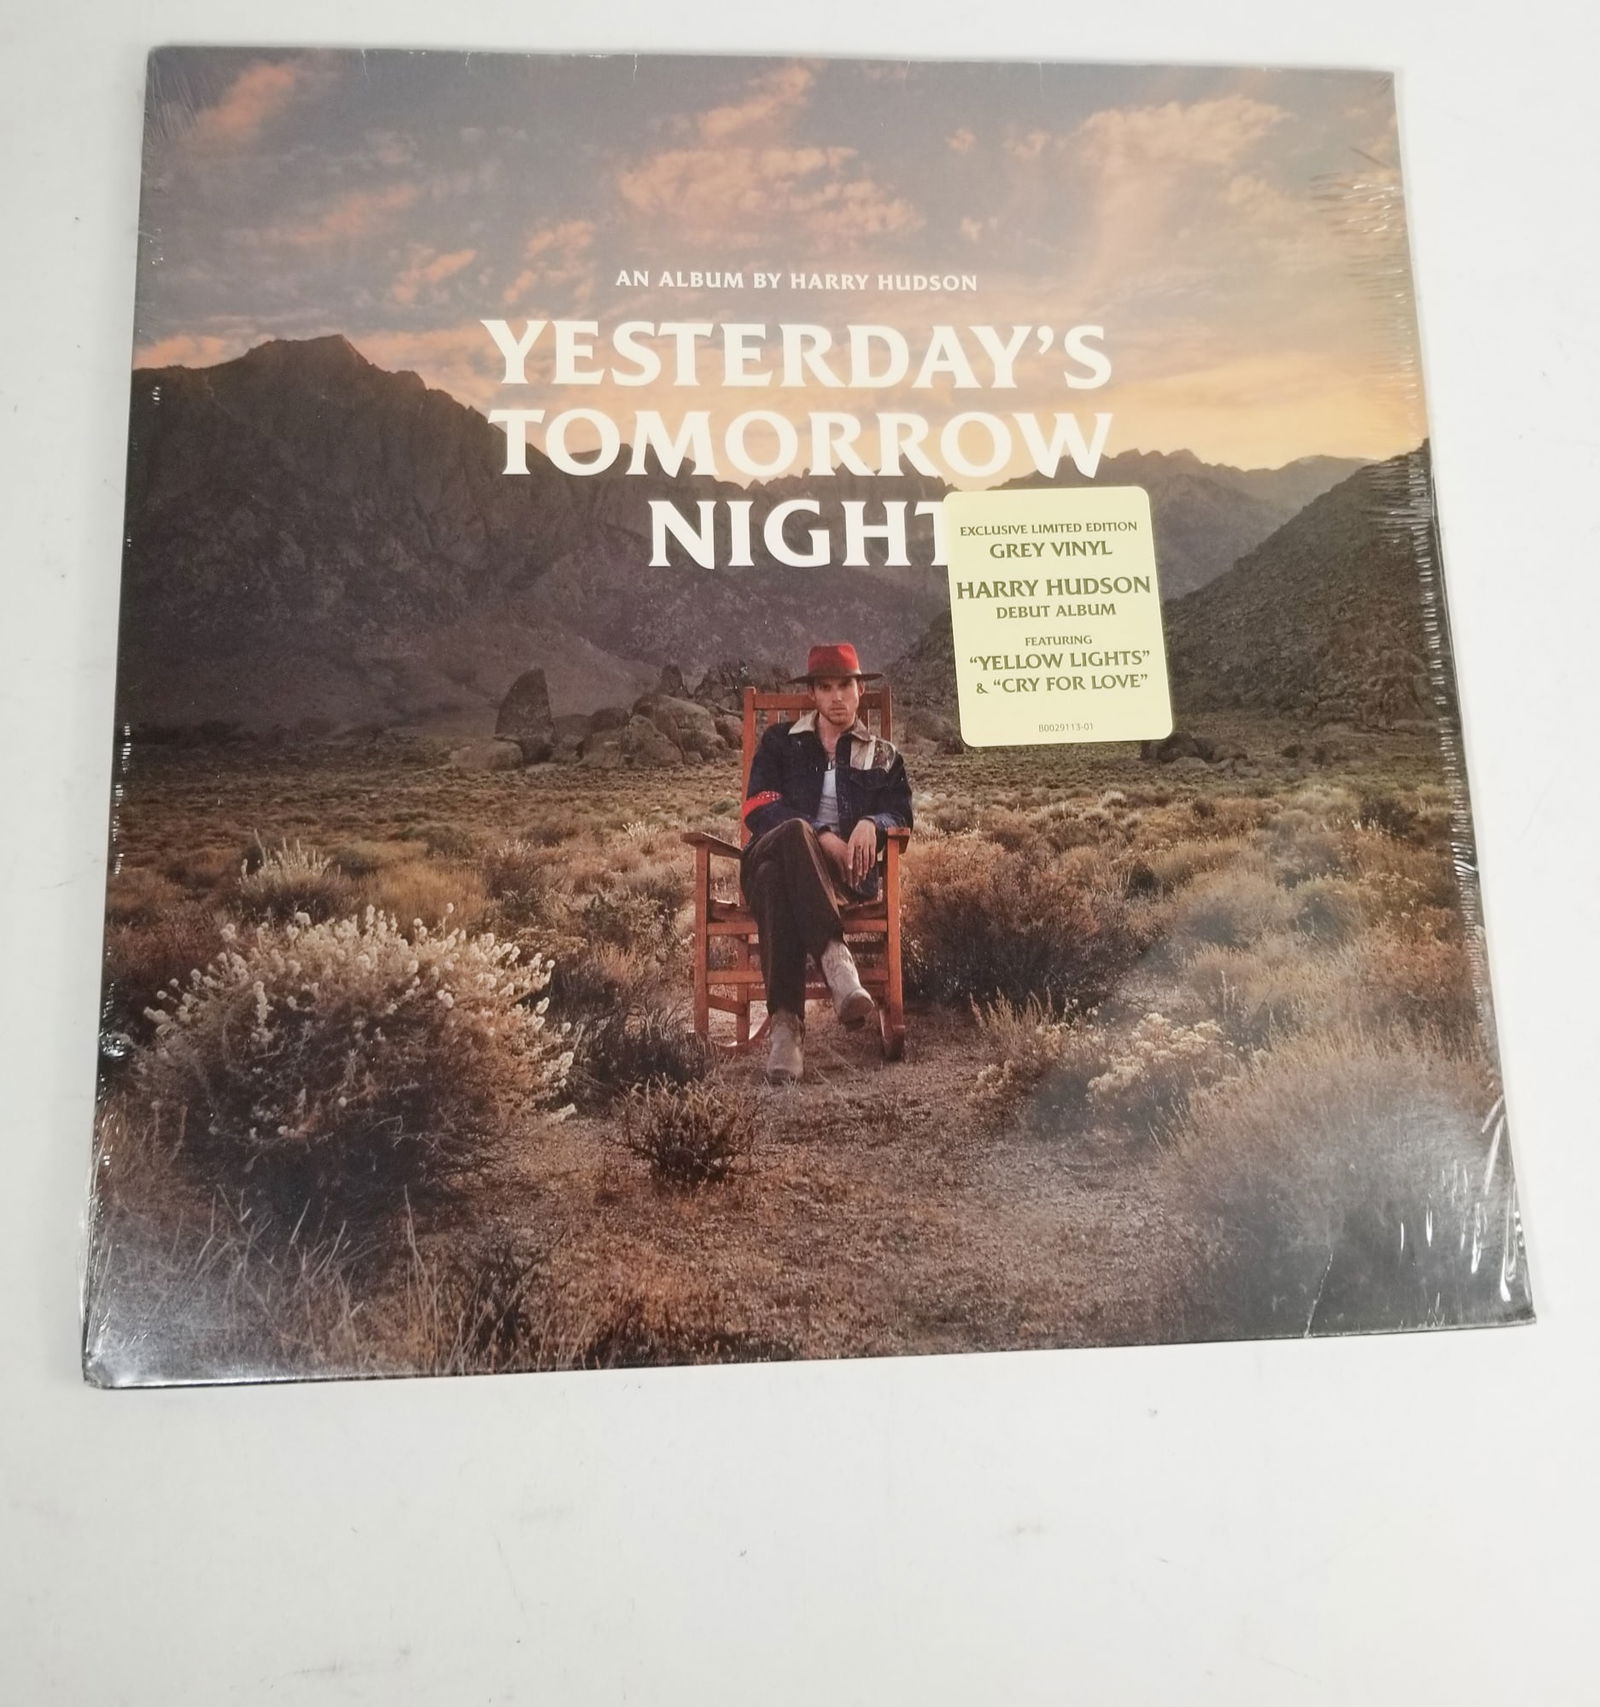 AN ALBUM BY HARRY HUDSON
YESTERDAY'S
TOMORROW
NIGHT
EXCLUSIVE LIMITED EDITION
GREY VINYL
HARRY HUDSON
DEBUT ALBUM
FEATURING
“YELLOW LIGHTS”
& “CRY FOR LOVE”
B0029113-01